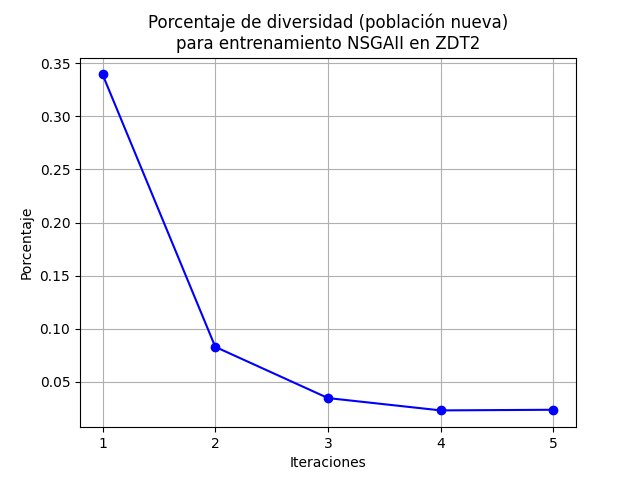 Porcentaje de diversidad (población nueva)
para entrenamiento NSGAII en ZDT2
0.35
0.30
0.25
0.20
0.15
0.10
0.05
Porcentaje
1 2 3 4 5
Iteraciones